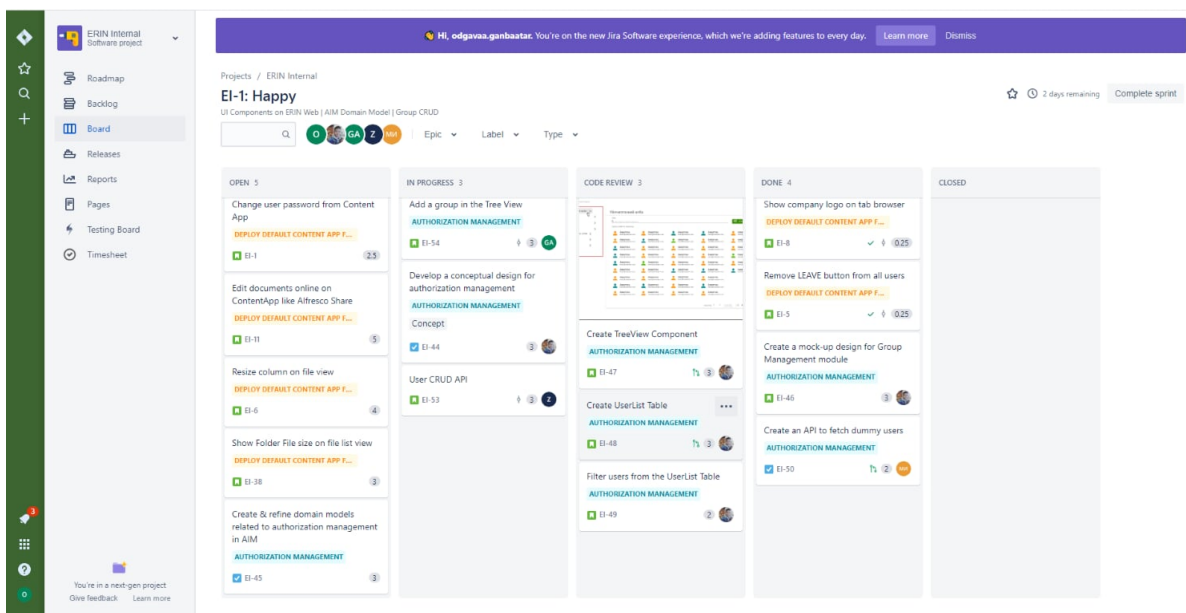 ERIN Internal
Software project
Roadmap
Backlog
Board
Releases
Reports
Pages
Testing Board
Timesheet
3
You're in a next-gen project
Give feedback Learn more
O
Hi, odgavaa.ganbaatar. You're on the new Jira Software experience, which we're adding features to every day. Learn more Dismiss
Projects / ERIN Internal
EI-1: Happy
2 days remaining Complete sprint
UI Components on ERIN Web | AIM Domain Model | Group CRUD
O GA Z MM Epic Label Type
OPEN 5
Change user password from Content
App
DEPLOY DEFAULT CONTENT APP F...
EI-1 2.5
Edit documents online on
ContentApp like Alfresco Share
DEPLOY DEFAULT CONTENT APP F...
EI-11 5
Resize column on file view
DEPLOY DEFAULT CONTENT APP F...
EI-6 4
Show Folder File size on file list view
DEPLOY DEFAULT CONTENT APP F...
EI-38 3
Create & refine domain models
related to authorization management
in AIM
AUTHORIZATION MANAGEMENT
EI-45 3
IN PROGRESS 3
Add a group in the Tree View
AUTHORIZATION MANAGEMENT
EI-54 3 GA
Develop a conceptual design for
authorization management
AUTHORIZATION MANAGEMENT
Concept
EI-44 3
User CRUD API
EI-53 3 Z
CODE REVIEW 3
Create TreeView Component
AUTHORIZATION MANAGEMENT
EI-47 3
Create UserList Table
AUTHORIZATION MANAGEMENT
EI-48 3
Filter users from the UserList Table
AUTHORIZATION MANAGEMENT
EI-49 2
DONE 4
Show company logo on tab browser
DEPLOY DEFAULT CONTENT APP F...
EI-8 0.25
Remove LEAVE button from all users
DEPLOY DEFAULT CONTENT APP F...
EI-5 0.25
Create a mock-up design for Group
Management module
AUTHORIZATION MANAGEMENT
EI-46 3
Create an API to fetch dummy users
AUTHORIZATION MANAGEMENT
EI-50 2
CLOSED